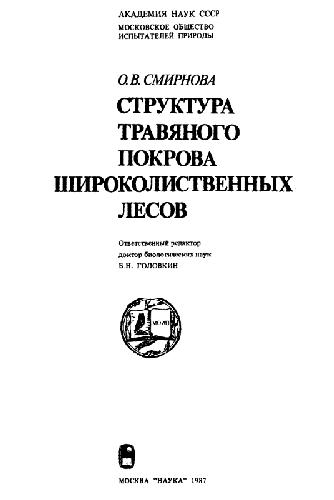 АКАДЕМИЯ НАУК СССР
МОСКОВСКОЕ ОБЩЕСТВО
ИСПЫТАТЕЛЕЙ ПРИРОДЫ
О.В. СМИРНОВА
СТРУКТУРА
ТРАВЯНОГО
ПОКРОВА
ШИРОКОЛИСТВЕННЫХ
ЛЕСОВ
Ответственный редактор
доктор биологических наук
Б.Н. ГОЛОВКИН
МОСКВА "НАУКА" 1987